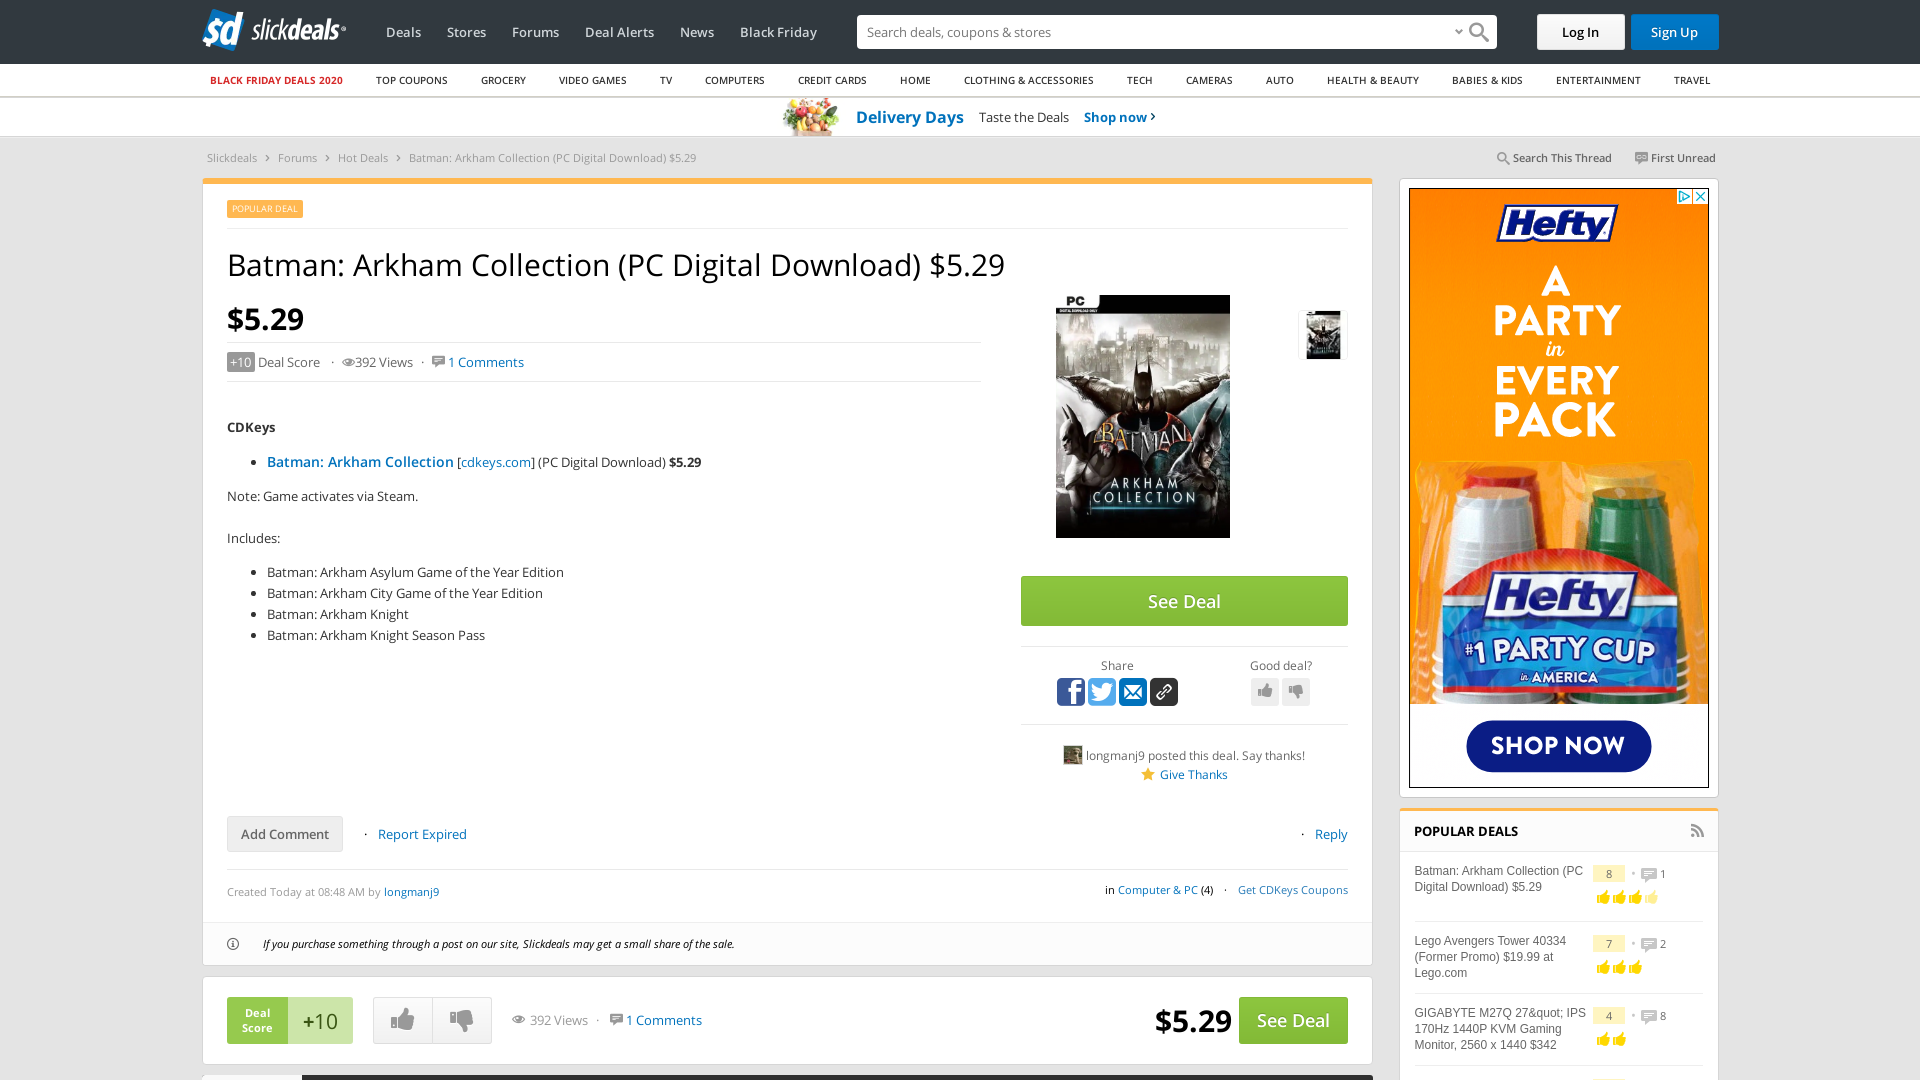 slickdeals
Deals
Stores
Forums
Deal Alerts
News
Black Friday
Search deals, coupons & stores
Log In
Sign Up
BLACK FRIDAY DEALS 2020
TOP COUPONS
GROCERY
VIDEO GAMES
TV
COMPUTERS
CREDIT CARDS
HOME
CLOTHING & ACCESSORIES
TECH
CAMERAS
AUTO
HEALTH & BEAUTY
BABIES & KIDS
ENTERTAINMENT
TRAVEL
Delivery Days Taste the Deals Shop now ›
Slickdeals › Forums › Hot Deals › Batman: Arkham Collection (PC Digital Download) $5.29
Search This Thread
First Unread
POPULAR DEAL
Batman: Arkham Collection (PC Digital Download) $5.29
$5.29
+10 Deal Score · 392 Views · 1 Comments
CDKeys
• Batman: Arkham Collection [cdkeys.com] (PC Digital Download) $5.29
Note: Game activates via Steam.
Includes:
• Batman: Arkham Asylum Game of the Year Edition
• Batman: Arkham City Game of the Year Edition
• Batman: Arkham Knight
• Batman: Arkham Knight Season Pass
PC
BATMAN
ARKHAM
COLLECTION
See Deal
Share
Good deal?
longmanj9 posted this deal. Say thanks!
Give Thanks
Add Comment · Report Expired
· Reply
Created Today at 08:48 AM by longmanj9
in Computer & PC (4) · Get CDKeys Coupons
If you purchase something through a post on our site, Slickdeals may get a small share of the sale.
Deal
Score
+10
392 Views · 1 Comments
$5.29
See Deal
Hefty
A
PARTY
in
EVERY
PACK
Hefty
#1 PARTY CUP
in AMERICA
SHOP NOW
POPULAR DEALS
Batman: Arkham Collection (PC
Digital Download) $5.29
8 • 1
Lego Avengers Tower 40334
(Former Promo) $19.99 at
Lego.com
7 • 2
GIGABYTE M27Q 27&quot; IPS
170Hz 1440P KVM Gaming
Monitor, 2560 x 1440 $342
4 • 8